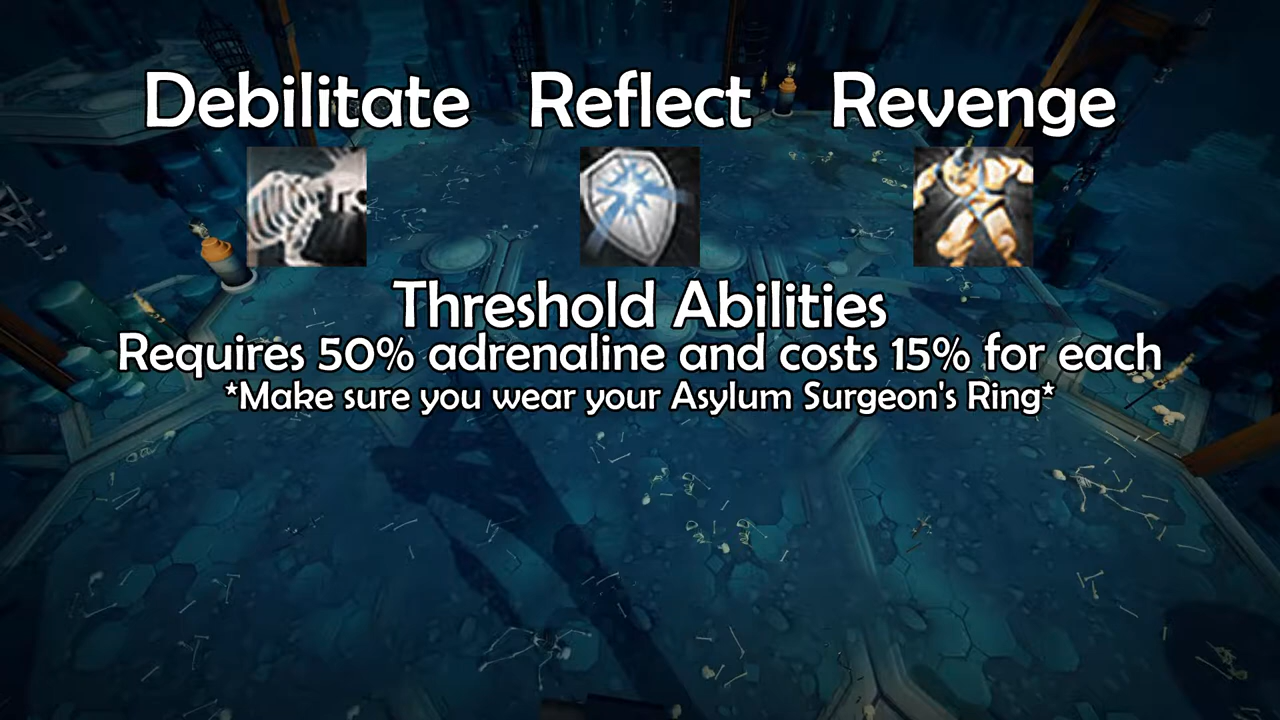 Debilitate Reflect Revenge
Threshold Abilities
Requires 50% adrenaline and costs 15% for each
*Make sure you wear your Asylum Surgeon's Ring*